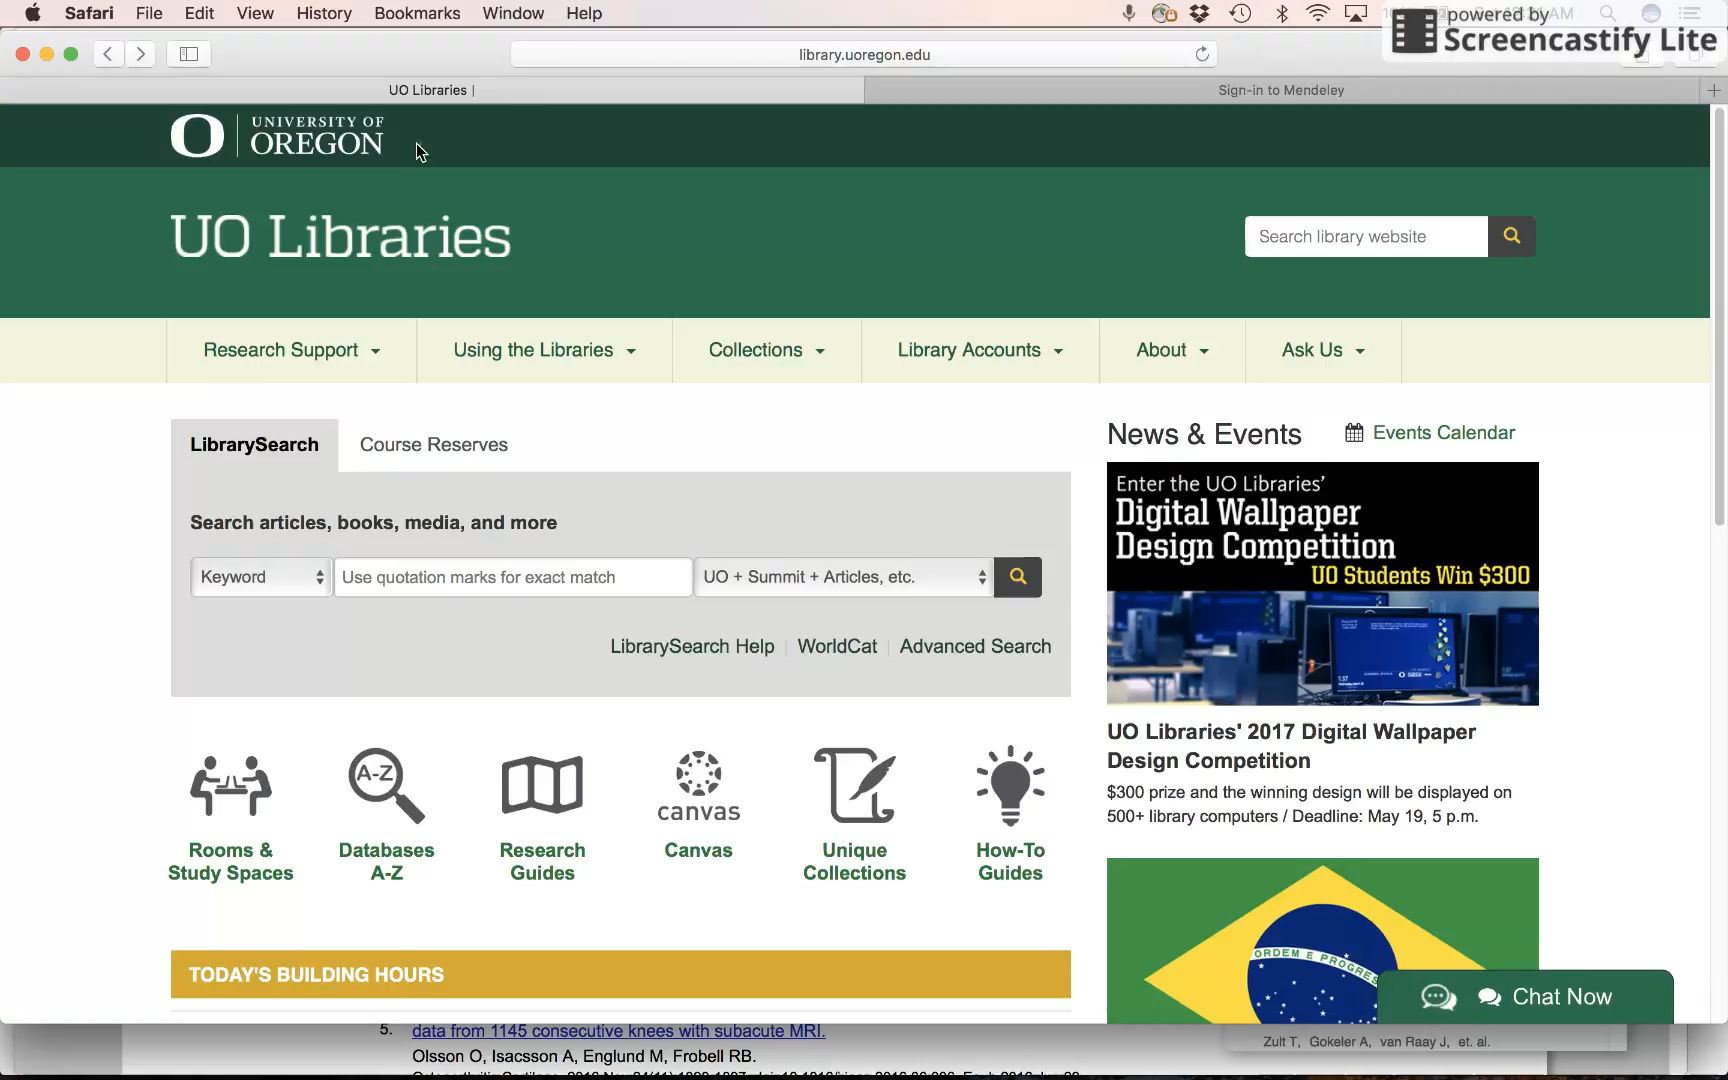 Safari File Edit View History Bookmarks Window Help
powered by
Screencastify Lite
AM
library.uoregon.edu
UO Libraries |
Sign-in to Mendeley
UNIVERSITY OF
OREGON
UO Libraries
Search library website
Research Support
Using the Libraries
Collections
Library Accounts
About
Ask Us
LibrarySearch
Course Reserves
Search articles, books, media, and more
Keyword
Use quotation marks for exact match
UO + Summit + Articles, etc.
LibrarySearch Help
WorldCat
Advanced Search
A-Z
canvas
Rooms &
Study Spaces
Databases
A-Z
Research
Guides
Canvas
Unique
Collections
How-To
Guides
TODAY'S BUILDING HOURS
News & Events
Events Calendar
Enter the UO Libraries'
Digital Wallpaper
Design Competition
UO Students Win $300
UO Libraries' 2017 Digital Wallpaper
Design Competition
$300 prize and the winning design will be displayed on
500+ library computers / Deadline: May 19, 5 p.m.
ORDEM E PROGRES
Chat Now
5. data from 1145 consecutive knees with subacute MRI.
Olsson O, Isacsson A, Englund M, Frobell RB.
Zult T, Gokeler A, van Raay J, et. al.